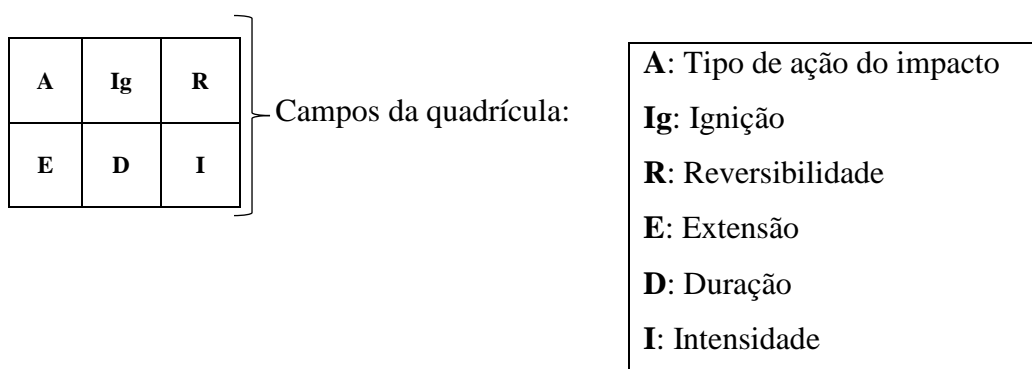 A Ig R
E D I
Campos da quadrícula:
A: Tipo de ação do impacto
Ig: Ignição
R: Reversibilidade
E: Extensão
D: Duração
I: Intensidade